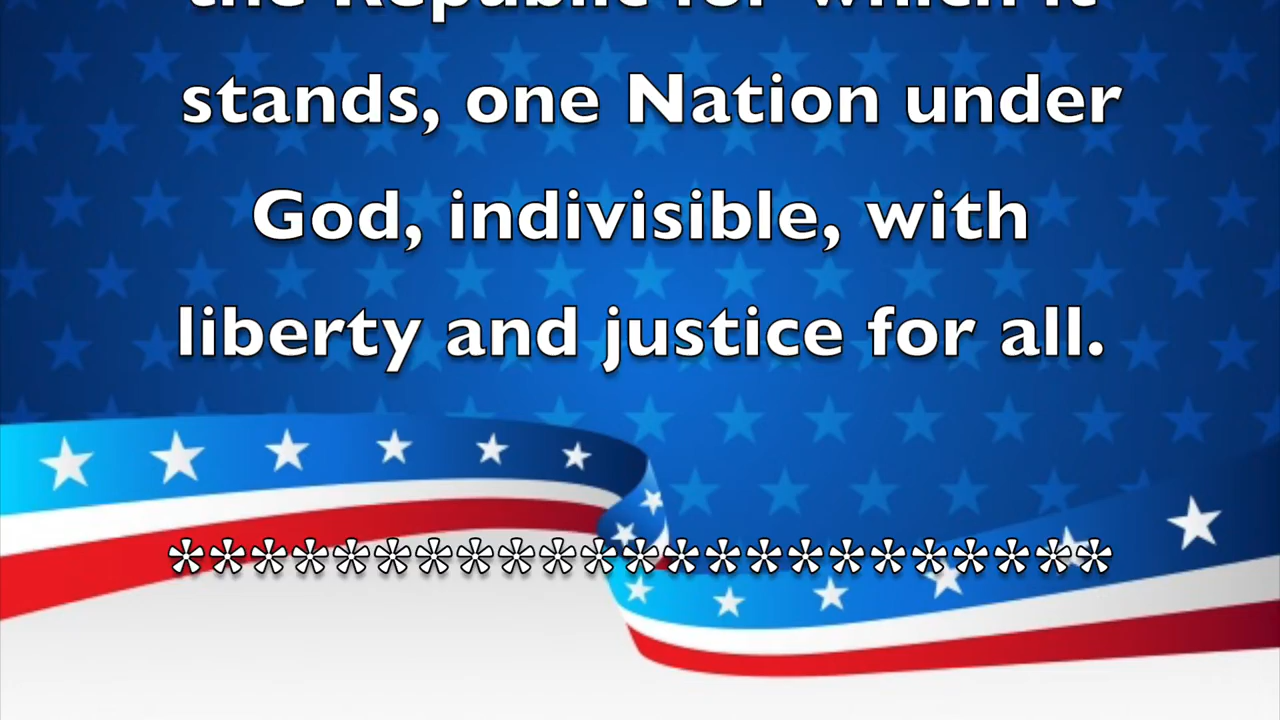 the Republic for which it
stands, one Nation under
God, indivisible, with
liberty and justice for all.
***********************